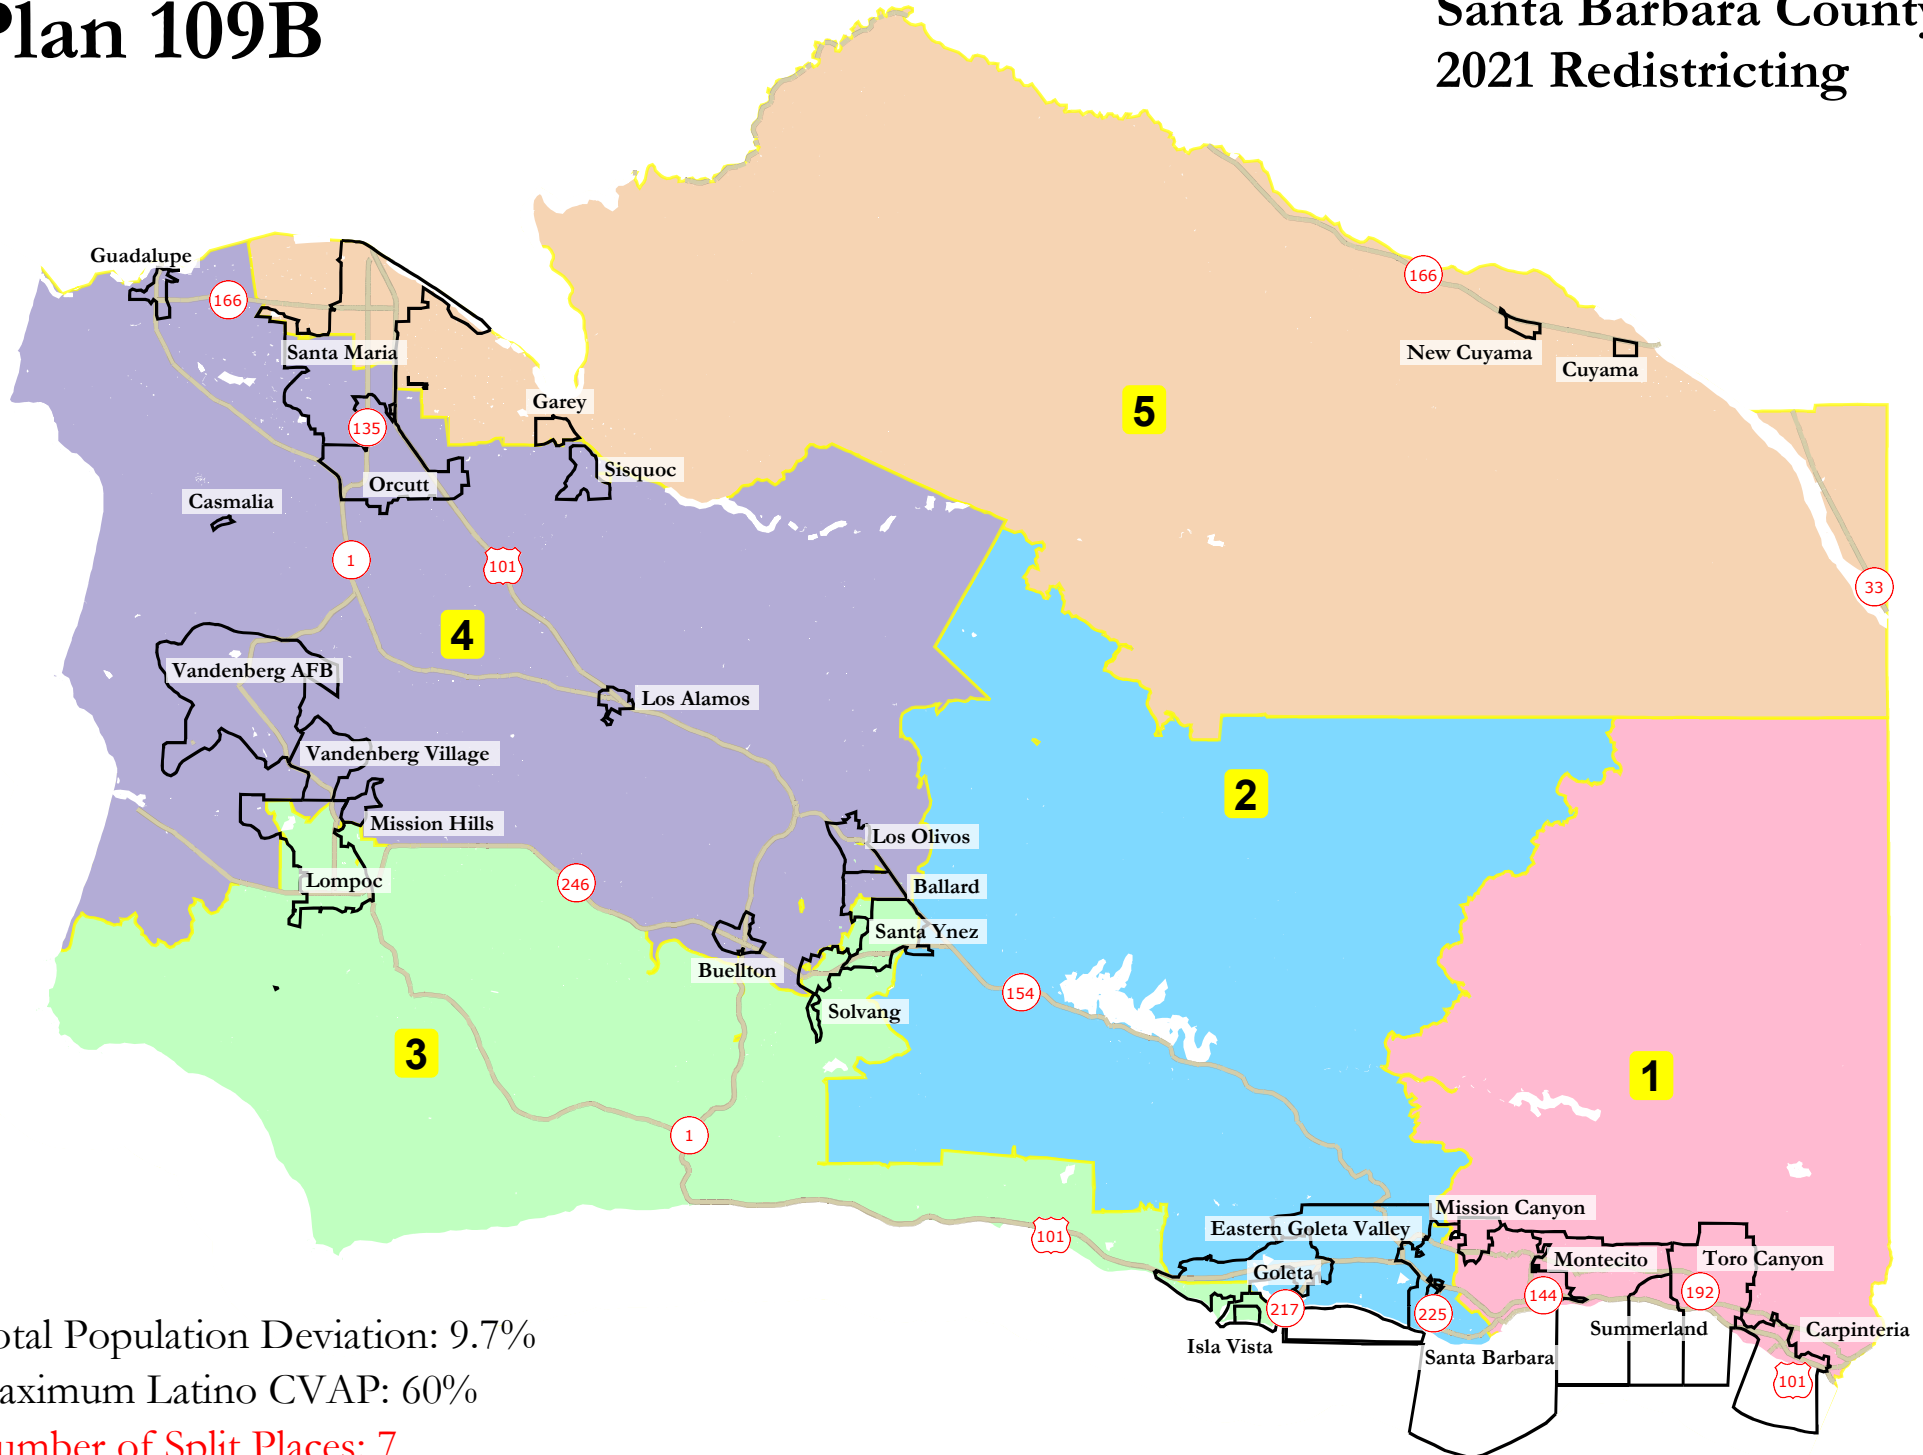 Plan 109B
Santa Barbara County
2021 Redistricting
Guadalupe
166
166
Santa Maria
New Cuyama
Cuyama
5
Garey
135
Sisquoc
Orcutt
Casmalia
1
101
33
4
Vandenberg AFB
Los Alamos
Vandenberg Village
2
Mission Hills
Los Olivos
Lompoc
246
Ballard
Santa Ynez
Buellton
154
Solvang
3
1
1
Mission Canyon
Eastern Goleta Valley
101
Montecito
Toro Canyon
Goleta
217
225
144
192
Summerland
Carpinteria
Isla Vista
Santa Barbara
101
otal Population Deviation: 9.7%
aximum Latino CVAP: 60%
umber of Split Places: 7